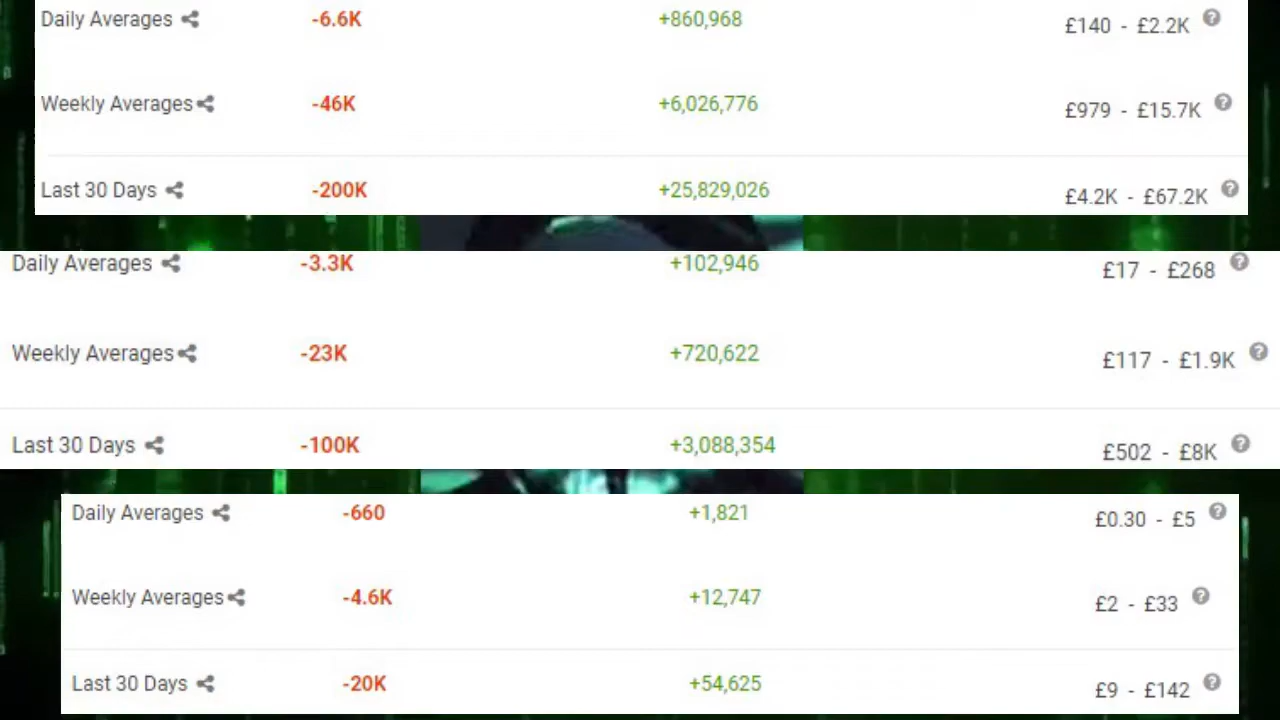 Daily Averages -6.6K +860,968 £140 - £2.2K ?
Weekly Averages -46K +6,026,776 £979 - £15.7K ?
Last 30 Days -200K +25,829,026 £4.2K - £67.2K ?
Daily Averages -3.3K +102,946 £17 - £268 ?
Weekly Averages -23K +720,622 £117 - £1.9K ?
Last 30 Days -100K +3,088,354 £502 - £8K ?
Daily Averages -660 +1,821 £0.30 - £5 ?
Weekly Averages -4.6K +12,747 £2 - £33 ?
Last 30 Days -20K +54,625 £9 - £142 ?